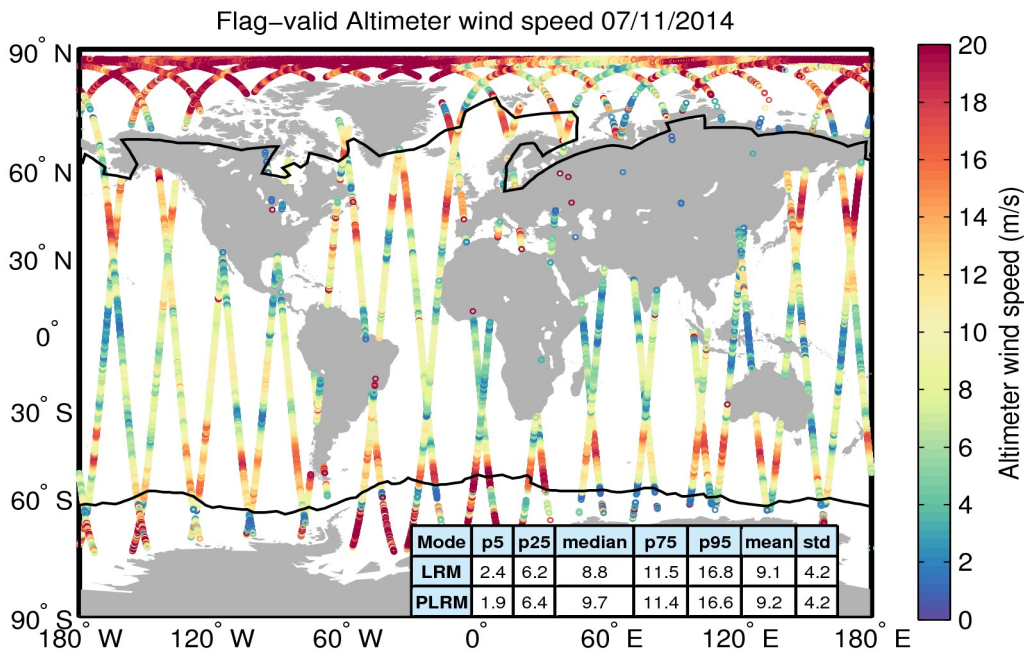 Flag−valid Altimeter wind speed 07/11/2014
90° N
60° N
30° N
0°
30° S
60° S
90° S
180° W
120° W
60° W
0°
60° E
120° E
180° E
Mode p5 p25 median p75 p95 mean std
LRM 2.4 6.2 8.8 11.5 16.8 9.1 4.2
PLRM 1.9 6.4 9.7 11.4 16.6 9.2 4.2
20
18
16
14
12
10
8
6
4
2
0
Altimeter wind speed (m/s)